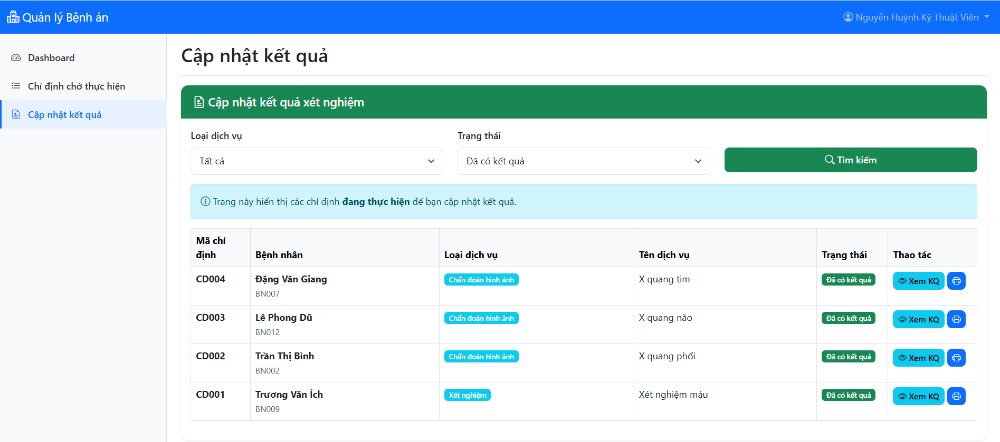 Quản lý Bệnh án
Nguyễn Huỳnh Kỹ Thuật Viên
Dashboard
Chỉ định chờ thực hiện
Cập nhật kết quả
Cập nhật kết quả
Cập nhật kết quả xét nghiệm
Loại dịch vụ
Trạng thái
Tất cả
Đã có kết quả
Tìm kiếm
Trang này hiển thị các chỉ định đang thực hiện để bạn cập nhật kết quả.
Mã chỉ định
Bệnh nhân
Loại dịch vụ
Tên dịch vụ
Trạng thái
Thao tác
CD004
Đặng Văn Giang
BN007
Chẩn đoán hình ảnh
X quang tim
Đã có kết quả
Xem KQ
CD003
Lê Phong Dũ
BN012
Chẩn đoán hình ảnh
X quang não
Đã có kết quả
Xem KQ
CD002
Trần Thị Bình
BN002
Chẩn đoán hình ảnh
X quang phổi
Đã có kết quả
Xem KQ
CD001
Trương Văn Ích
BN009
Xét nghiệm
Xét nghiệm máu
Đã có kết quả
Xem KQ